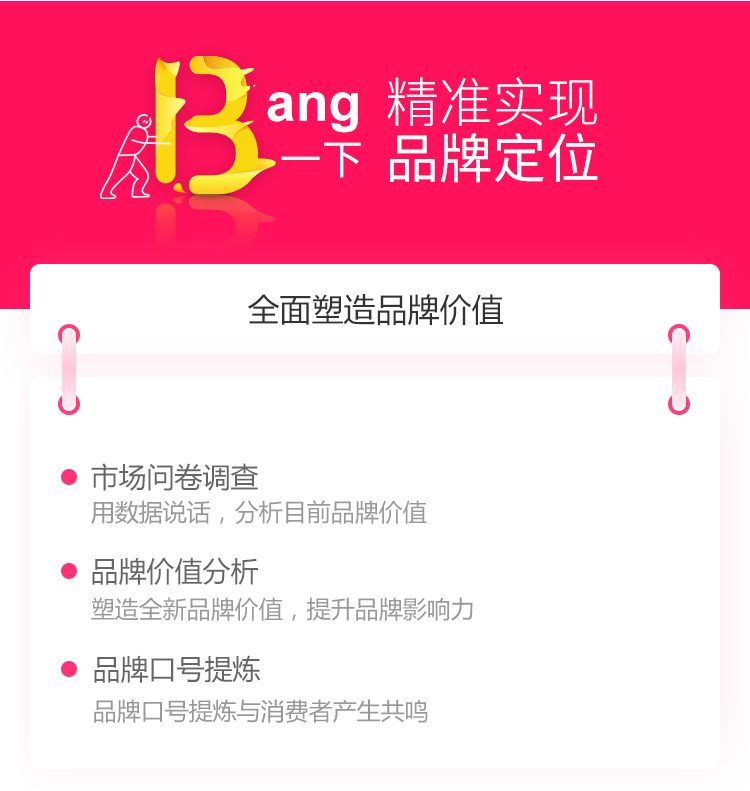 Bang 精准实现
一下 品牌定位
全面塑造品牌价值
市场问卷调查
用数据说话，分析目前品牌价值
品牌价值分析
塑造全新品牌价值，提升品牌影响力
品牌口号提炼
品牌口号提炼与消费者产生共鸣